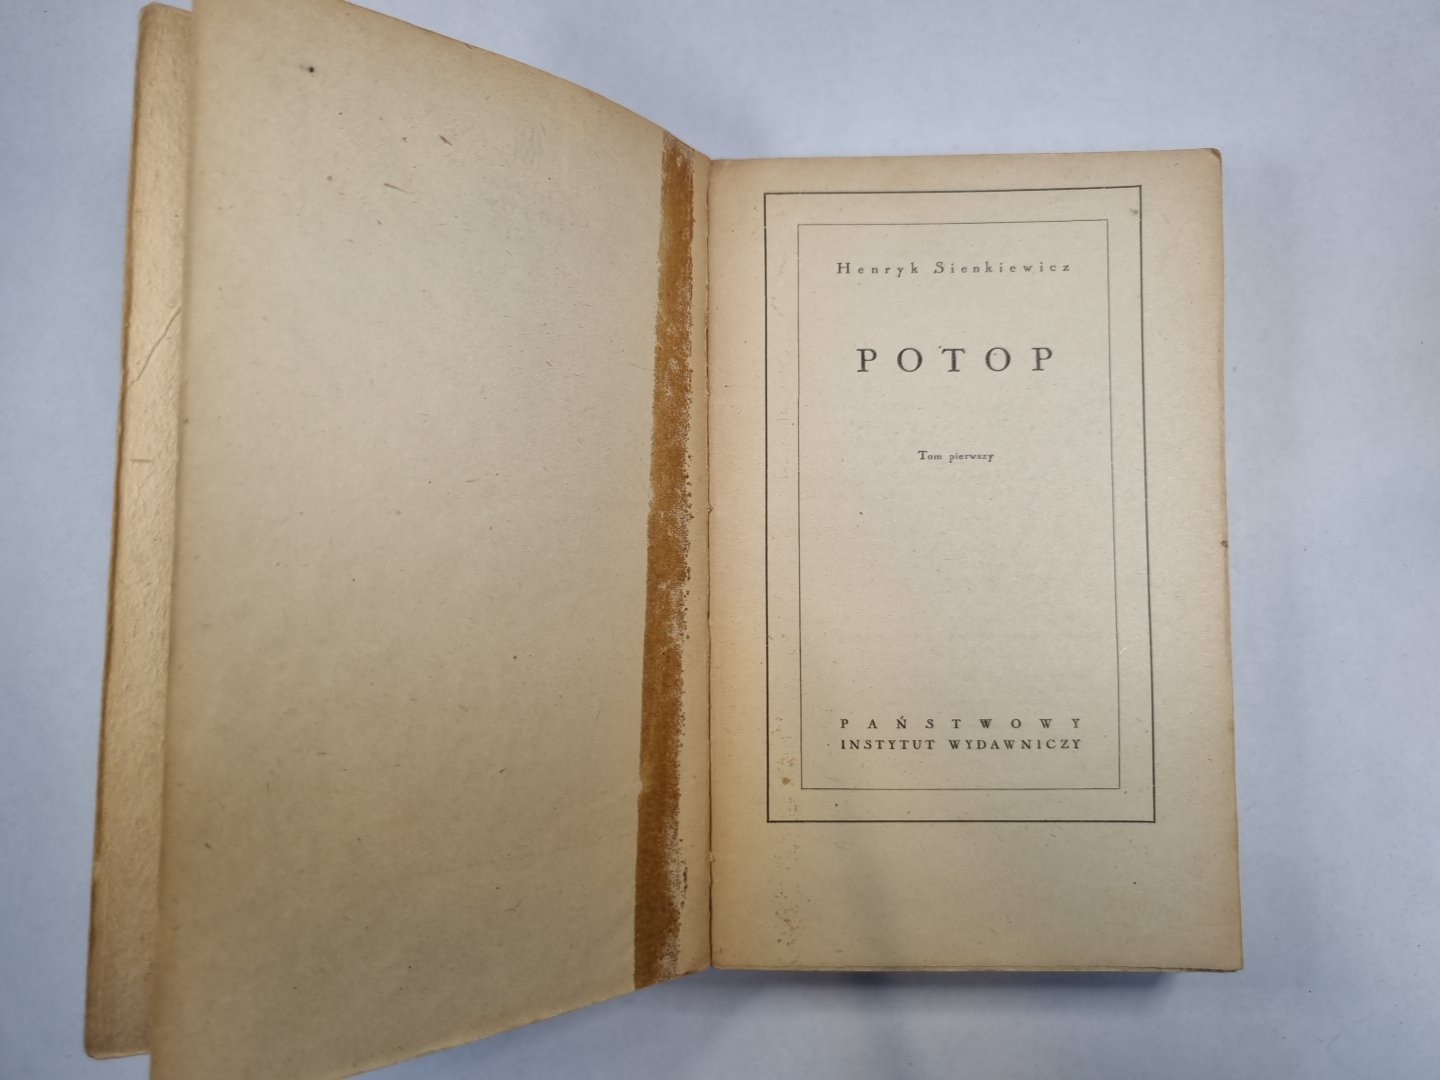 Henryk Sienkiewicz
POTOP
Tom pierwszy
PAŃSTWOWY
INSTYTUT WYDAWNICZY